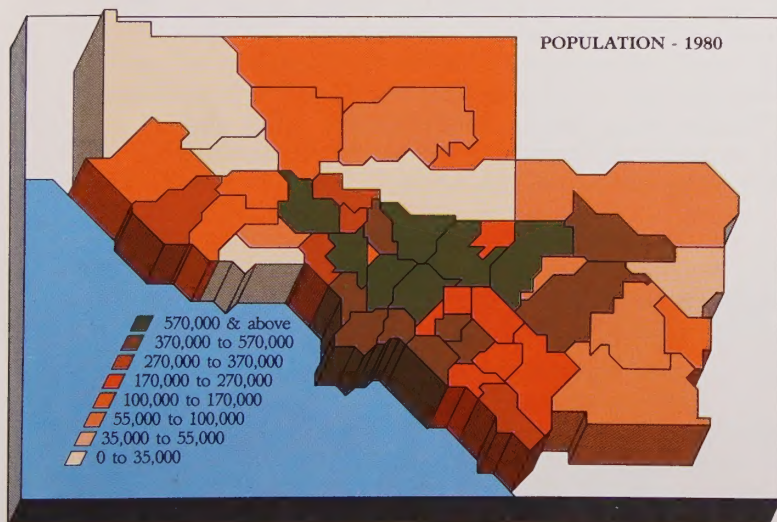 POPULATION - 1980
570,000 & above
370,000 to 570,000
270,000 to 370,000
170,000 to 270,000
100,000 to 170,000
55,000 to 100,000
35,000 to 55,000
0 to 35,000